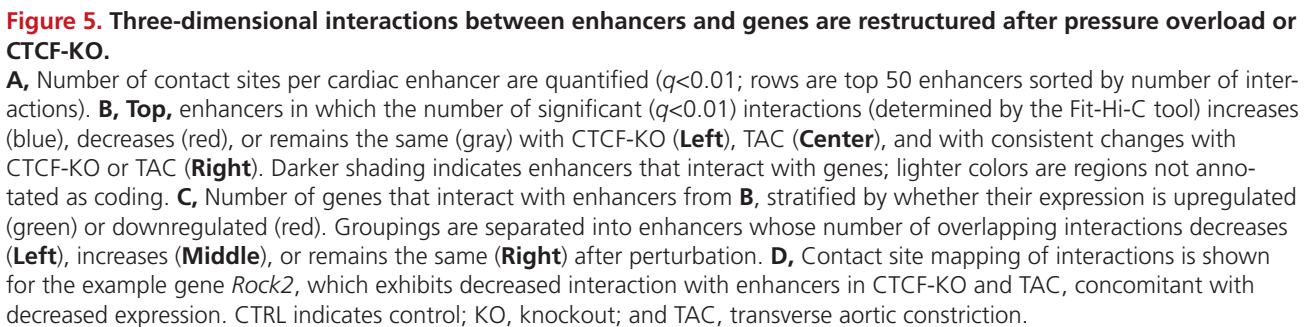 Figure 5. Three-dimensional interactions between enhancers and genes are restructured after pressure overload or
CTCF-KO.
A, Number of contact sites per cardiac enhancer are quantified (q<0.01; rows are top 50 enhancers sorted by number of inter-
actions). B, Top, enhancers in which the number of significant (q<0.01) interactions (determined by the Fit-Hi-C tool) increases
(blue), decreases (red), or remains the same (gray) with CTCF-KO (Left), TAC (Center), and with consistent changes with
CTCF-KO or TAC (Right). Darker shading indicates enhancers that interact with genes; lighter colors are regions not anno-
tated as coding. C, Number of genes that interact with enhancers from B, stratified by whether their expression is upregulated
(green) or downregulated (red). Groupings are separated into enhancers whose number of overlapping interactions decreases
(Left), increases (Middle), or remains the same (Right) after perturbation. D, Contact site mapping of interactions is shown
for the example gene Rock2, which exhibits decreased interaction with enhancers in CTCF-KO and TAC, concomitant with
decreased expression. CTRL indicates control; KO, knockout; and TAC, transverse aortic constriction.